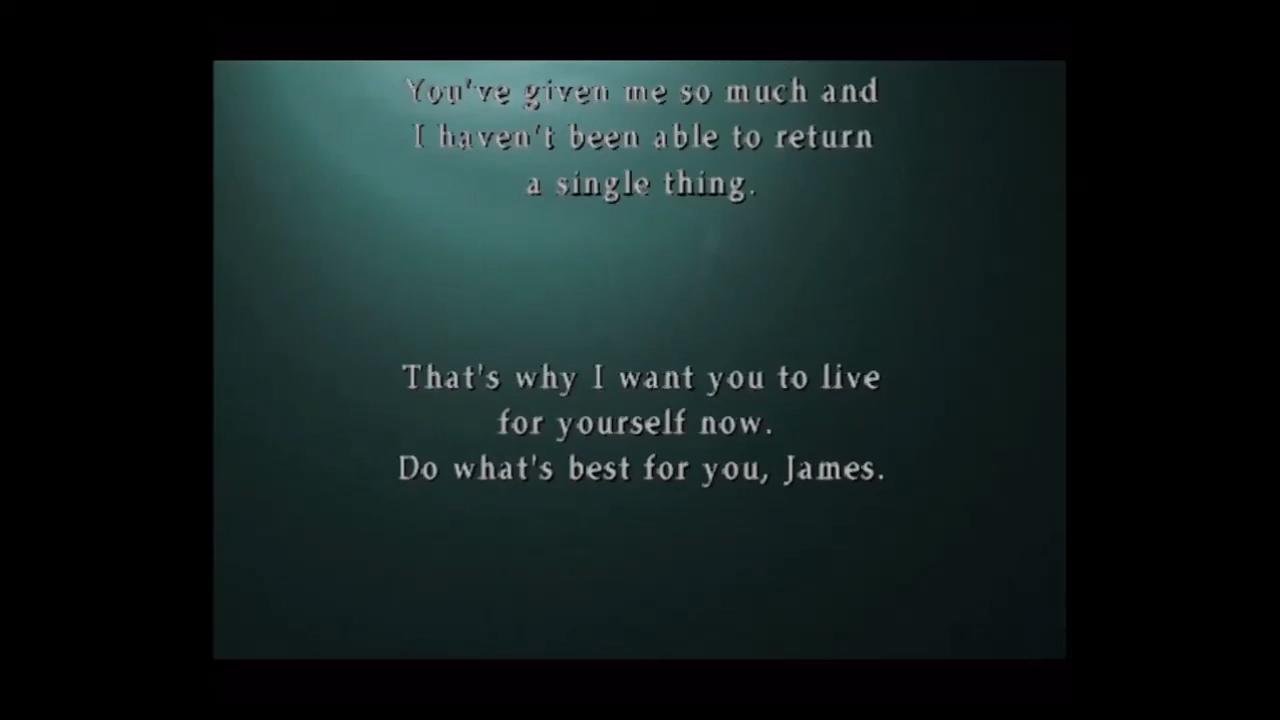 You've given me so much and
I haven't been able to return
a single thing.
That's why I want you to live
for yourself now.
Do what's best for you, James.